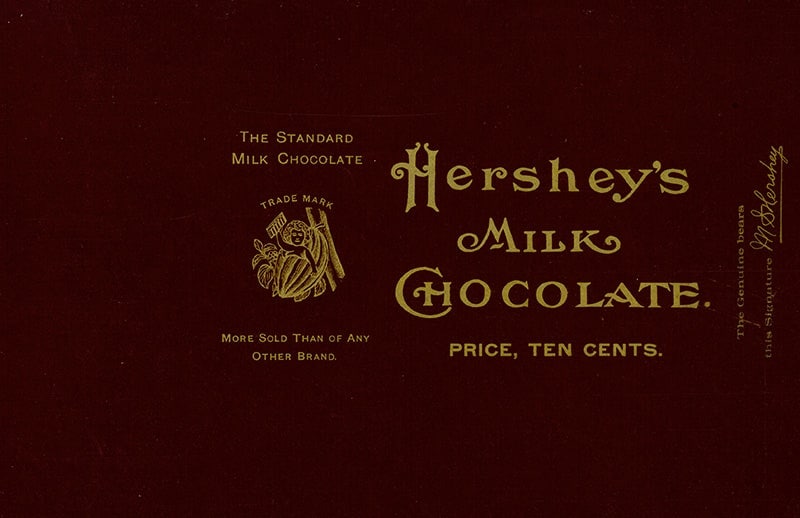 THE STANDARD
MILK CHOCOLATE
TRADE MARK
MORE SOLD THAN OF ANY
OTHER BRAND.
Hershey's
MILK
CHOCOLATE.
PRICE, TEN CENTS.
The Genuine bears
this Signature M S Hershey